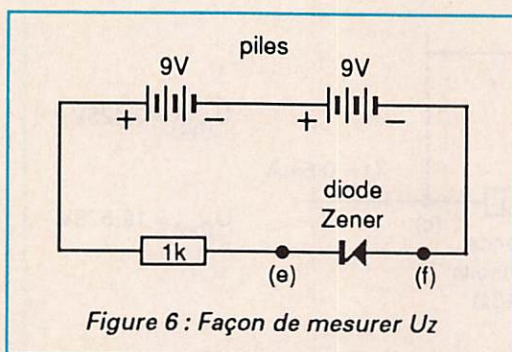 piles
9V 9V
+ − + −
diode
Zener
1k
(e) (f)
Figure 6 : Façon de mesurer Uz